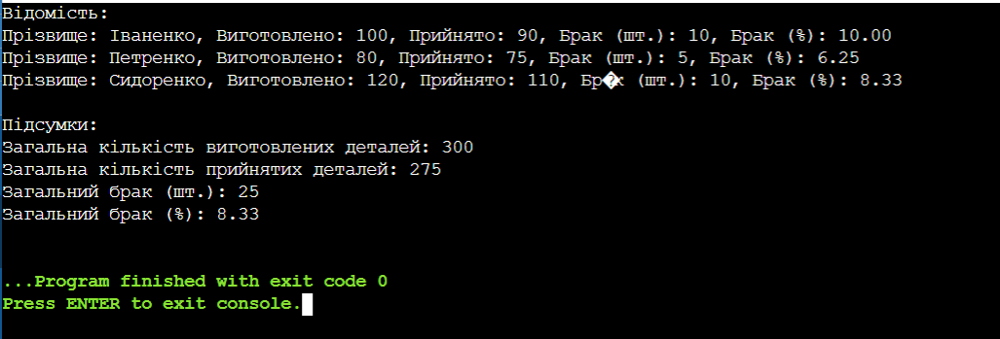 Відомість:
Прізвище: Іваненко, Виготовлено: 100, Прийнято: 90, Брак (шт.): 10, Брак (%): 10.00
Прізвище: Петренко, Виготовлено: 80, Прийнято: 75, Брак (шт.): 5, Брак (%): 6.25
Прізвище: Сидоренко, Виготовлено: 120, Прийнято: 110, Бр�к (шт.): 10, Брак (%): 8.33
Підсумки:
Загальна кількість виготовлених деталей: 300
Загальна кількість прийнятих деталей: 275
Загальний брак (шт.): 25
Загальний брак (%): 8.33
...Program finished with exit code 0
Press ENTER to exit console.